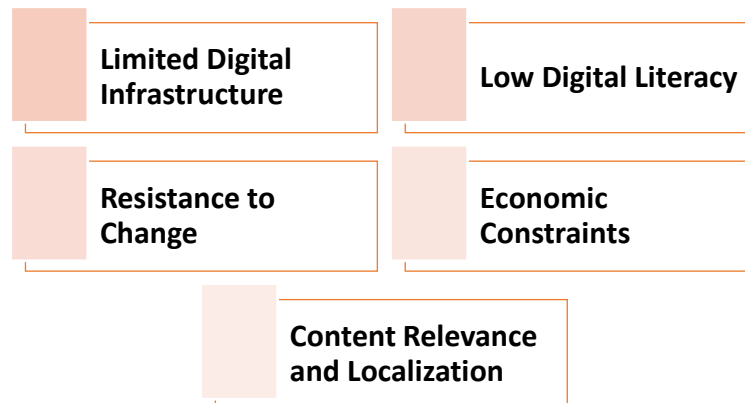 Limited Digital
Infrastructure
Low Digital Literacy
Resistance to
Change
Economic
Constraints
Content Relevance
and Localization